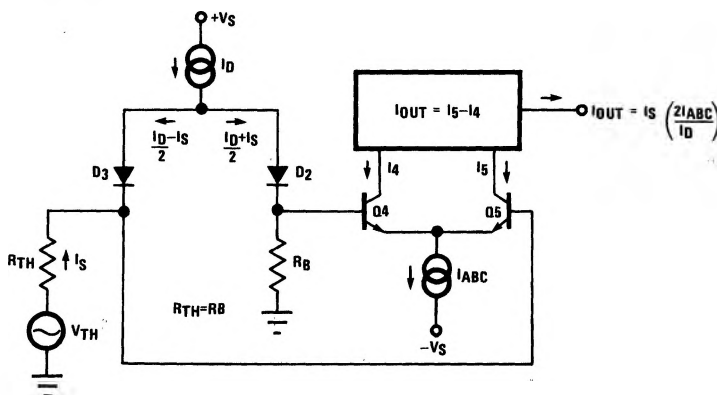 +VS
ID
ID/2 −IS
ID/2 +IS
D3
D2
IOUT = I5−I4
IOUT = IS (2IABC/ID)
I4
I5
Q4
Q5
RTH
IS
RB
IABC
RTH=RB
VTH
−VS